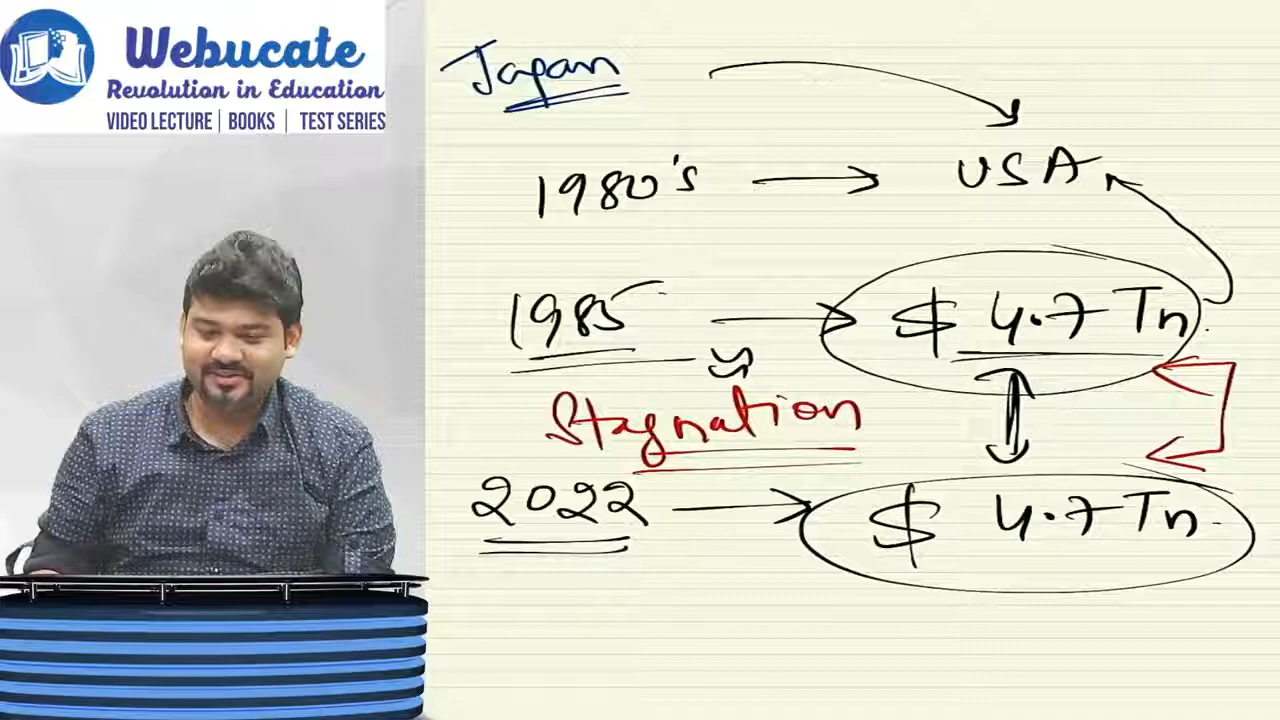 Webucate
Revolution in Education
VIDEO LECTURE | BOOKS | TEST SERIES
Japan
1980's → USA
1985 → $ 4.7 Tn
Stagnation
2022 → $ 4.7 Tn